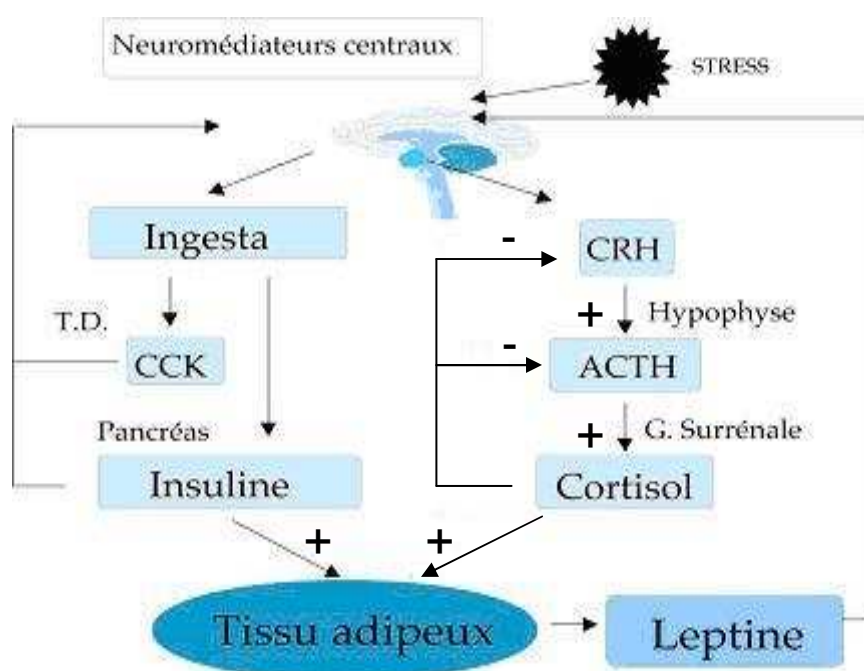 Neuromédiateurs centraux
STRESS
Ingesta
-
CRH
T.D.
+
Hypophyse
-
CCK
ACTH
Pancréas
+
G. Surrénale
Insuline
Cortisol
+
+
Tissu adipeux
Leptine